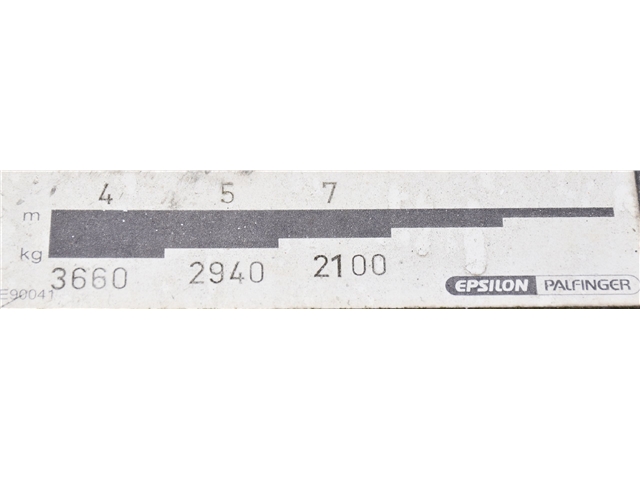 4 5 7
m
kg
3660 2940 2100
E90041
EPSILON PALFINGER